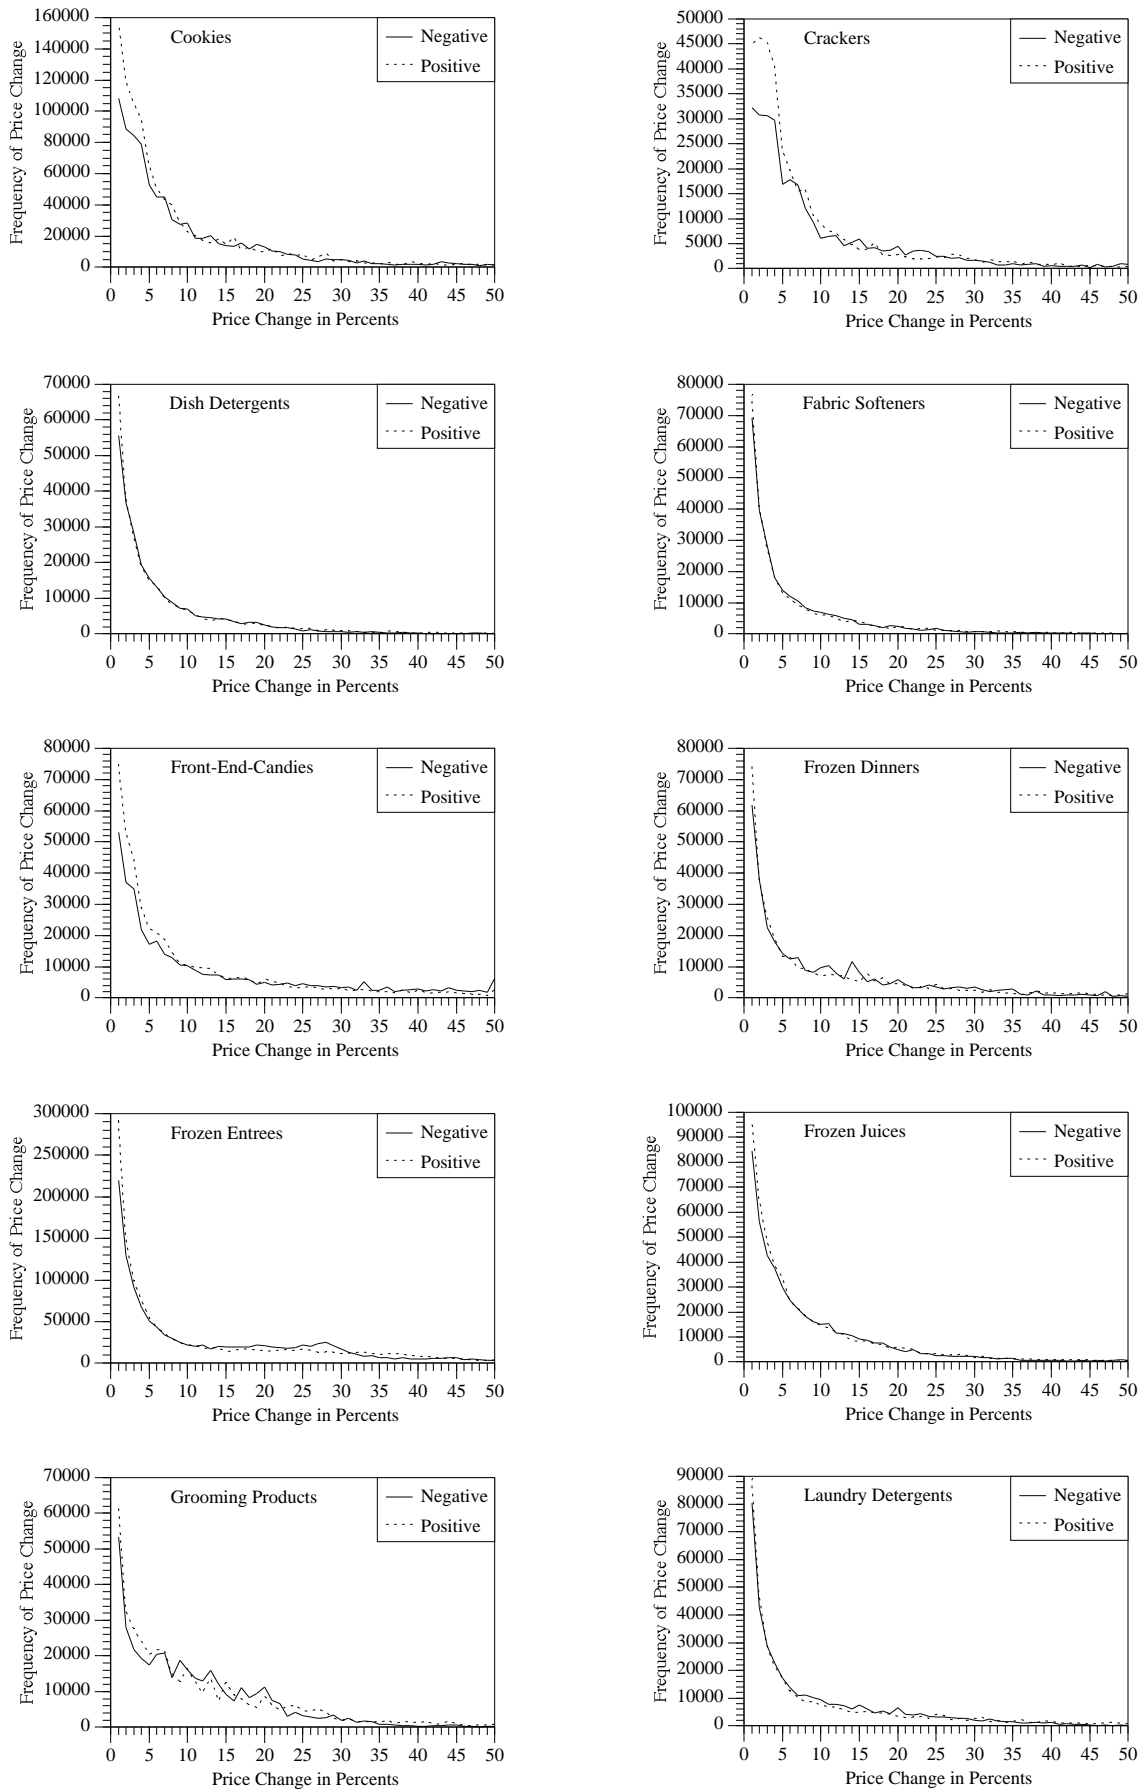 Cookies
Negative
Positive
Frequency of Price Change
160000
140000
120000
100000
80000
60000
40000
20000
0
0 5 10 15 20 25 30 35 40 45 50
Price Change in Percents
Crackers
Negative
Positive
Frequency of Price Change
50000
45000
40000
35000
30000
25000
20000
15000
10000
5000
0
0 5 10 15 20 25 30 35 40 45 50
Price Change in Percents
Dish Detergents
Negative
Positive
Frequency of Price Change
70000
60000
50000
40000
30000
20000
10000
0
0 5 10 15 20 25 30 35 40 45 50
Price Change in Percents
Fabric Softeners
Negative
Positive
Frequency of Price Change
80000
70000
60000
50000
40000
30000
20000
10000
0
0 5 10 15 20 25 30 35 40 45 50
Price Change in Percents
Front-End-Candies
Negative
Positive
Frequency of Price Change
80000
70000
60000
50000
40000
30000
20000
10000
0
0 5 10 15 20 25 30 35 40 45 50
Price Change in Percents
Frozen Dinners
Negative
Positive
Frequency of Price Change
80000
70000
60000
50000
40000
30000
20000
10000
0
0 5 10 15 20 25 30 35 40 45 50
Price Change in Percents
Frozen Entrees
Negative
Positive
Frequency of Price Change
300000
250000
200000
150000
100000
50000
0
0 5 10 15 20 25 30 35 40 45 50
Price Change in Percents
Frozen Juices
Negative
Positive
Frequency of Price Change
100000
90000
80000
70000
60000
50000
40000
30000
20000
10000
0
0 5 10 15 20 25 30 35 40 45 50
Price Change in Percents
Grooming Products
Negative
Positive
Frequency of Price Change
70000
60000
50000
40000
30000
20000
10000
0
0 5 10 15 20 25 30 35 40 45 50
Price Change in Percents
Laundry Detergents
Negative
Positive
Frequency of Price Change
90000
80000
70000
60000
50000
40000
30000
20000
10000
0
0 5 10 15 20 25 30 35 40 45 50
Price Change in Percents